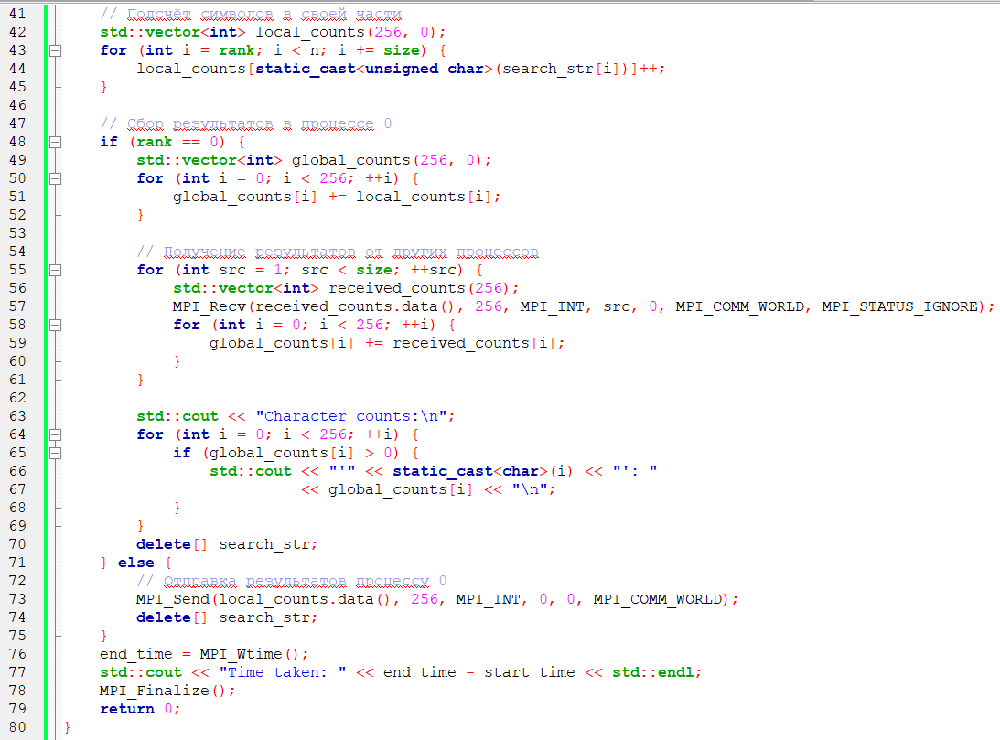 41 // Подсчёт символов в своей части
42 std::vector<int> local_counts(256, 0);
43 for (int i = rank; i < n; i += size) {
44 local_counts[static_cast<unsigned char>(search_str[i])]++;
45 }
46
47 // Сбор результатов в процессе 0
48 if (rank == 0) {
49 std::vector<int> global_counts(256, 0);
50 for (int i = 0; i < 256; ++i) {
51 global_counts[i] += local_counts[i];
52 }
53
54 // Получение результатов от других процессов
55 for (int src = 1; src < size; ++src) {
56 std::vector<int> received_counts(256);
57 MPI_Recv(received_counts.data(), 256, MPI_INT, src, 0, MPI_COMM_WORLD, MPI_STATUS_IGNORE);
58 for (int i = 0; i < 256; ++i) {
59 global_counts[i] += received_counts[i];
60 }
61 }
62
63 std::cout << "Character counts:\n";
64 for (int i = 0; i < 256; ++i) {
65 if (global_counts[i] > 0) {
66 std::cout << "'" << static_cast<char>(i) << "': "
67 << global_counts[i] << "\n";
68 }
69 }
70 delete[] search_str;
71 } else {
72 // Отправка результатов процессу 0
73 MPI_Send(local_counts.data(), 256, MPI_INT, 0, 0, MPI_COMM_WORLD);
74 delete[] search_str;
75 }
76 end_time = MPI_Wtime();
77 std::cout << "Time taken: " << end_time - start_time << std::endl;
78 MPI_Finalize();
79 return 0;
80 }